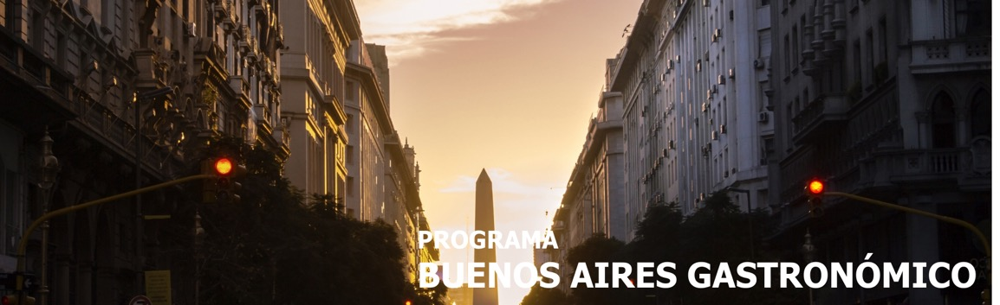 PROGRAMA
BUENOS AIRES GASTRONÓMICO